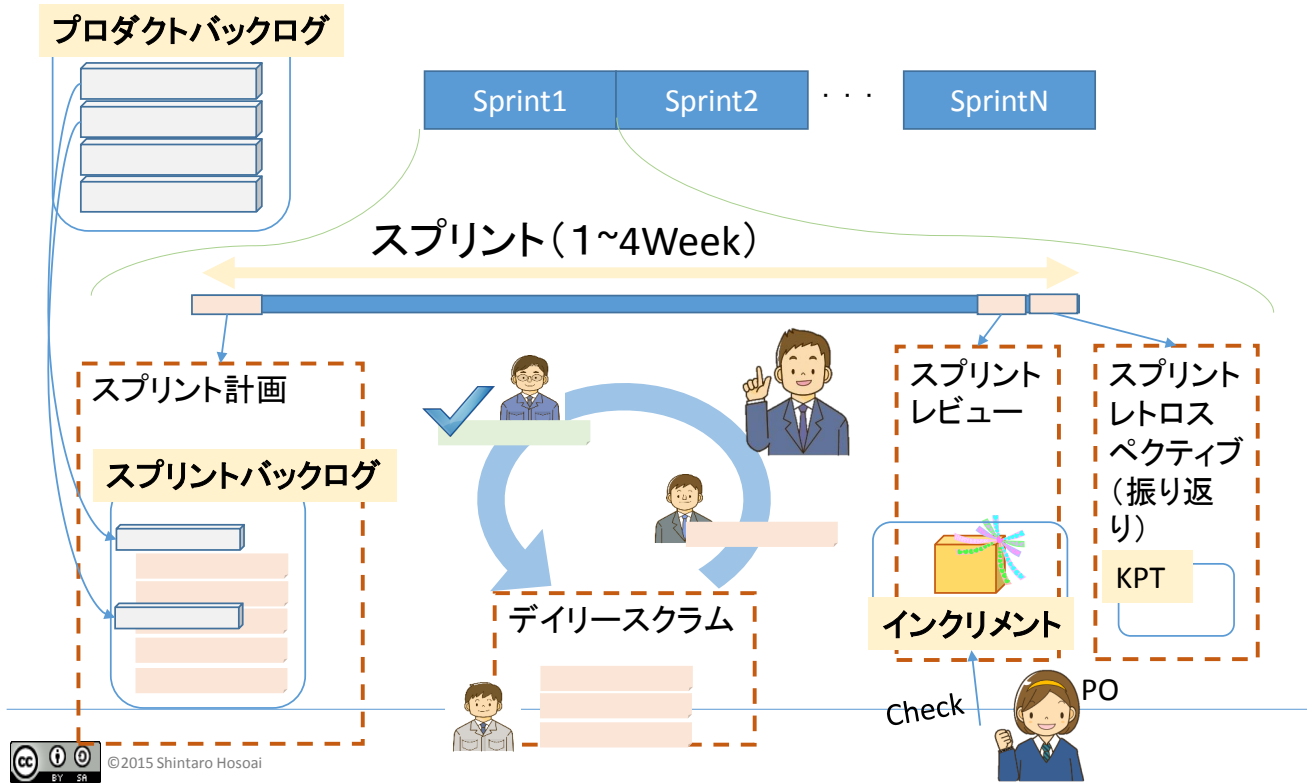 プロダクトバックログ
Sprint1
Sprint2
・・・
SprintN
スプリント（１~4Week）
スプリント計画
スプリントバックログ
デイリースクラム
スプリント
レビュー
インクリメント
スプリント
レトロス
ペクティブ
（振り返
り）
KPT
Check
PO
cc
BY SA
©2015 Shintaro Hosoai